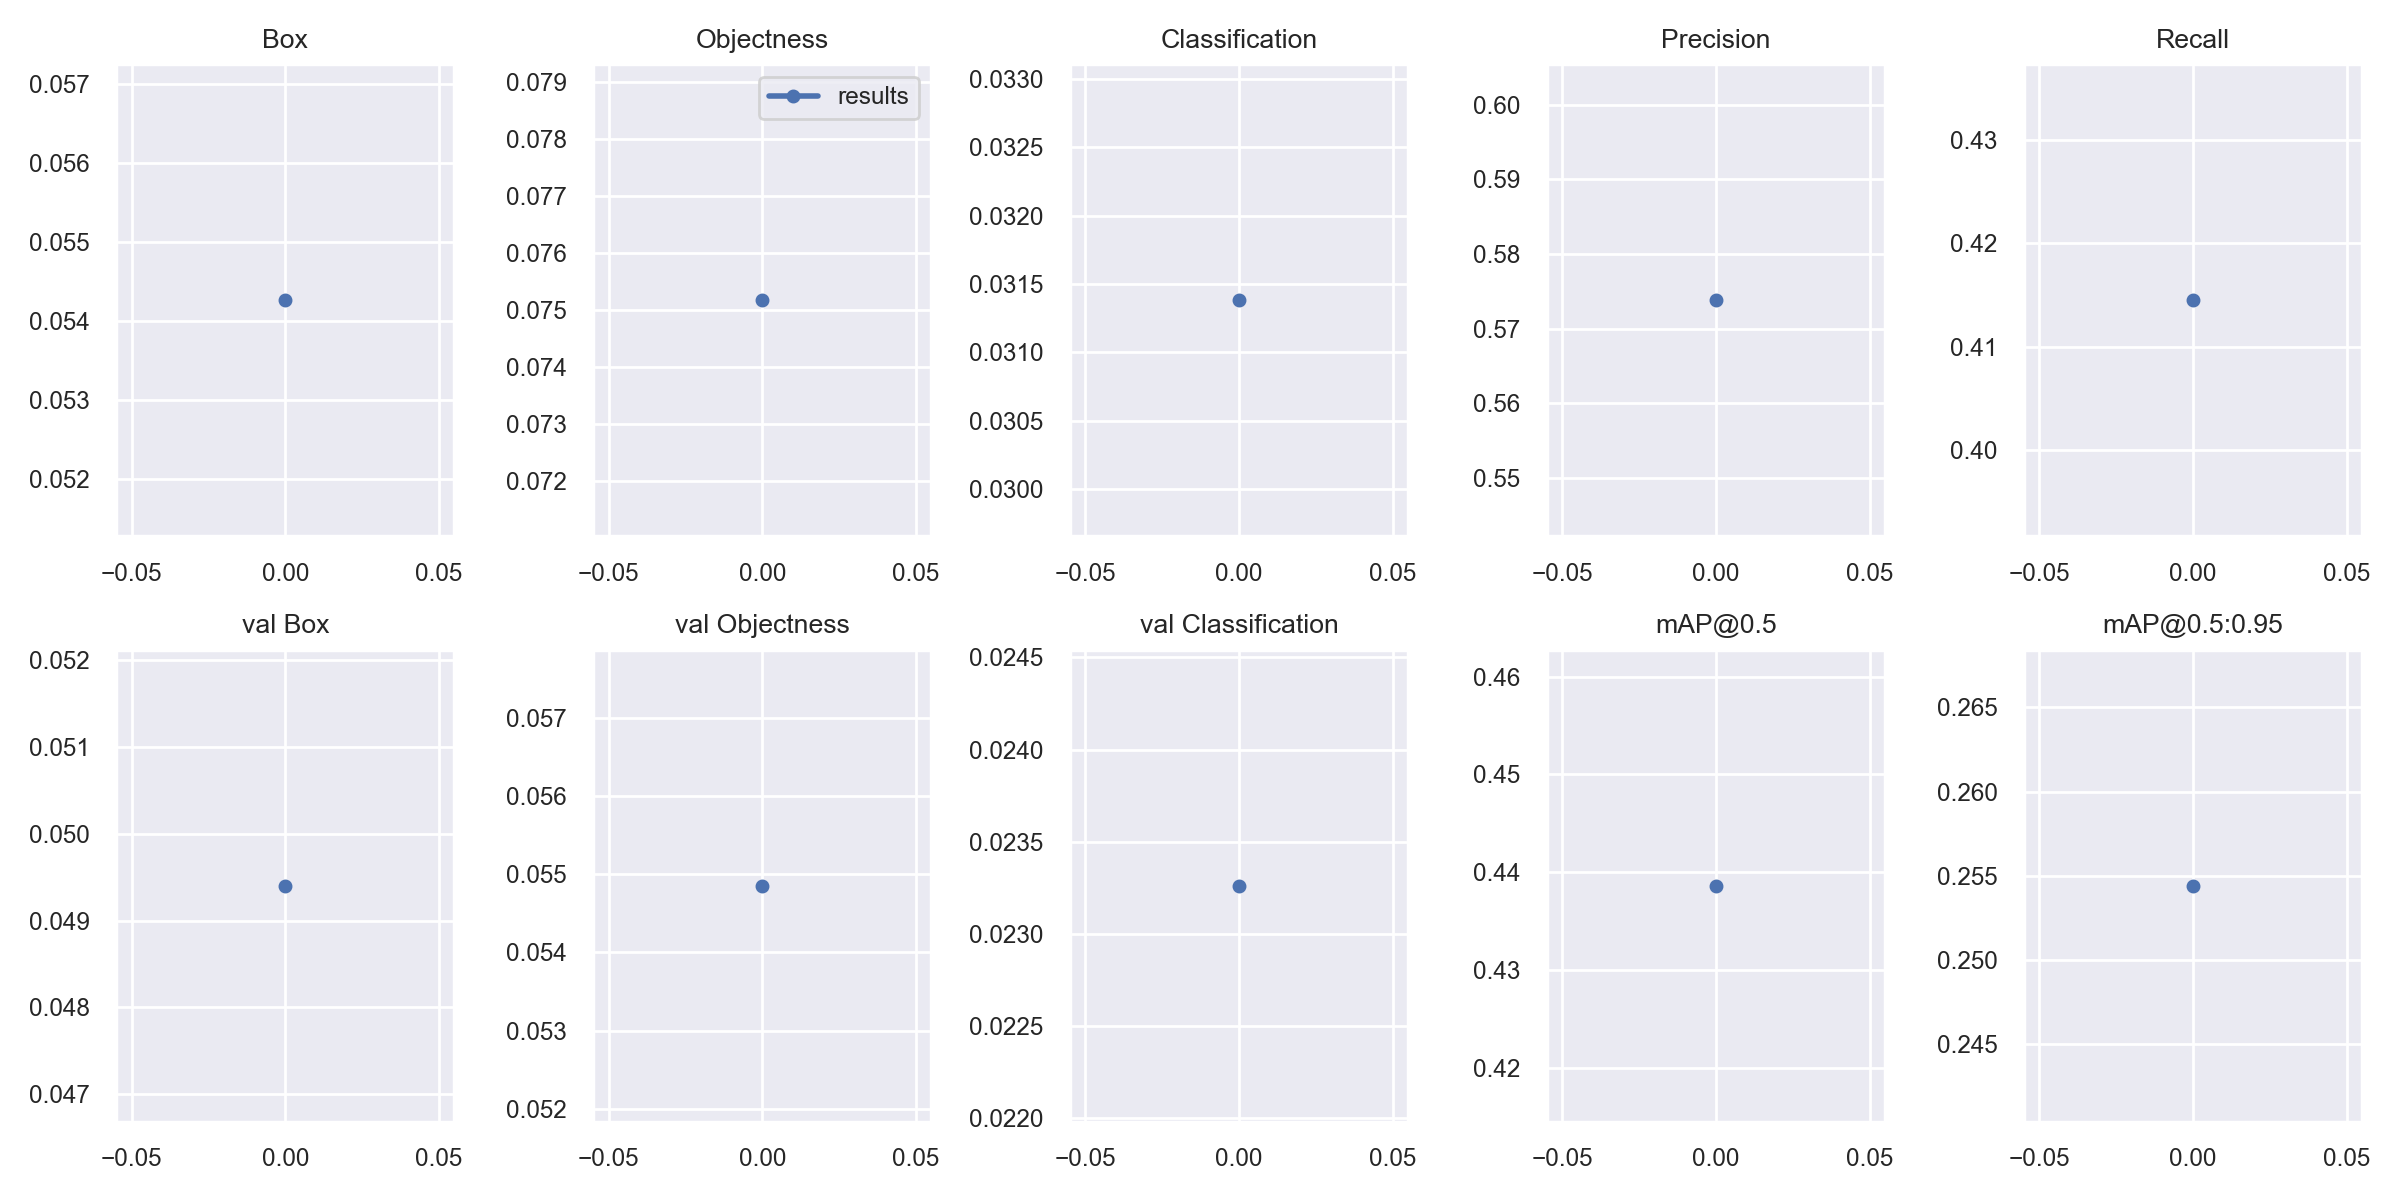 Box
0.057
0.056
0.055
0.054
0.053
0.052
−0.05 0.00 0.05
Objectness
results
0.079
0.078
0.077
0.076
0.075
0.074
0.073
0.072
−0.05 0.00 0.05
Classification
0.0330
0.0325
0.0320
0.0315
0.0310
0.0305
0.0300
−0.05 0.00 0.05
Precision
0.60
0.59
0.58
0.57
0.56
0.55
−0.05 0.00 0.05
Recall
0.43
0.42
0.41
0.40
−0.05 0.00 0.05
val Box
0.052
0.051
0.050
0.049
0.048
0.047
−0.05 0.00 0.05
val Objectness
0.057
0.056
0.055
0.054
0.053
0.052
−0.05 0.00 0.05
val Classification
0.0245
0.0240
0.0235
0.0230
0.0225
0.0220
−0.05 0.00 0.05
mAP@0.5
0.46
0.45
0.44
0.43
0.42
−0.05 0.00 0.05
mAP@0.5:0.95
0.265
0.260
0.255
0.250
0.245
−0.05 0.00 0.05